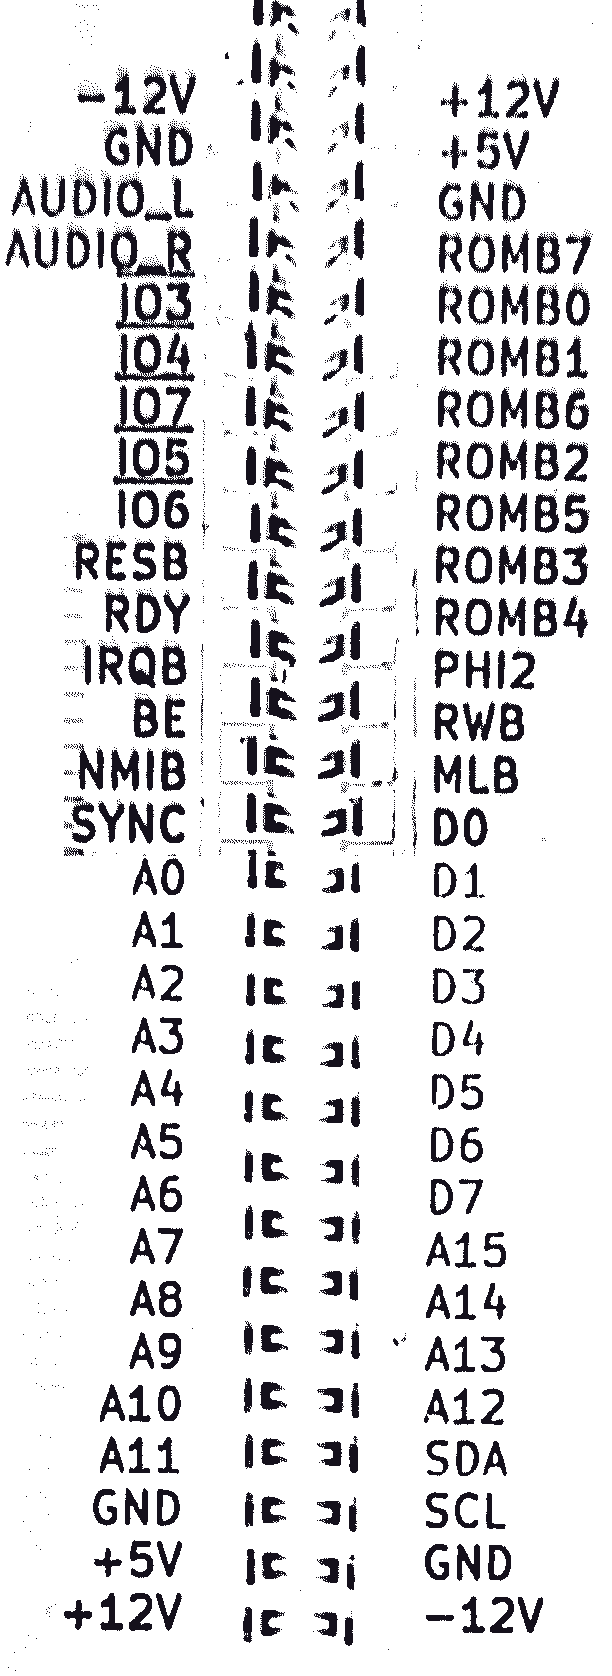 -12V +12V
GND +5V
AUDIO_L GND
AUDIO_R ROMB7
IO3 ROMB0
IO4 ROMB1
IO7 ROMB6
IO5 ROMB2
IO6 ROMB5
RESB ROMB3
RDY ROMB4
IRQB PHI2
BE RWB
NMIB MLB
SYNC D0
A0 D1
A1 D2
A2 D3
A3 D4
A4 D5
A5 D6
A6 D7
A7 A15
A8 A14
A9 A13
A10 A12
A11 SDA
GND SCL
+5V GND
+12V -12V